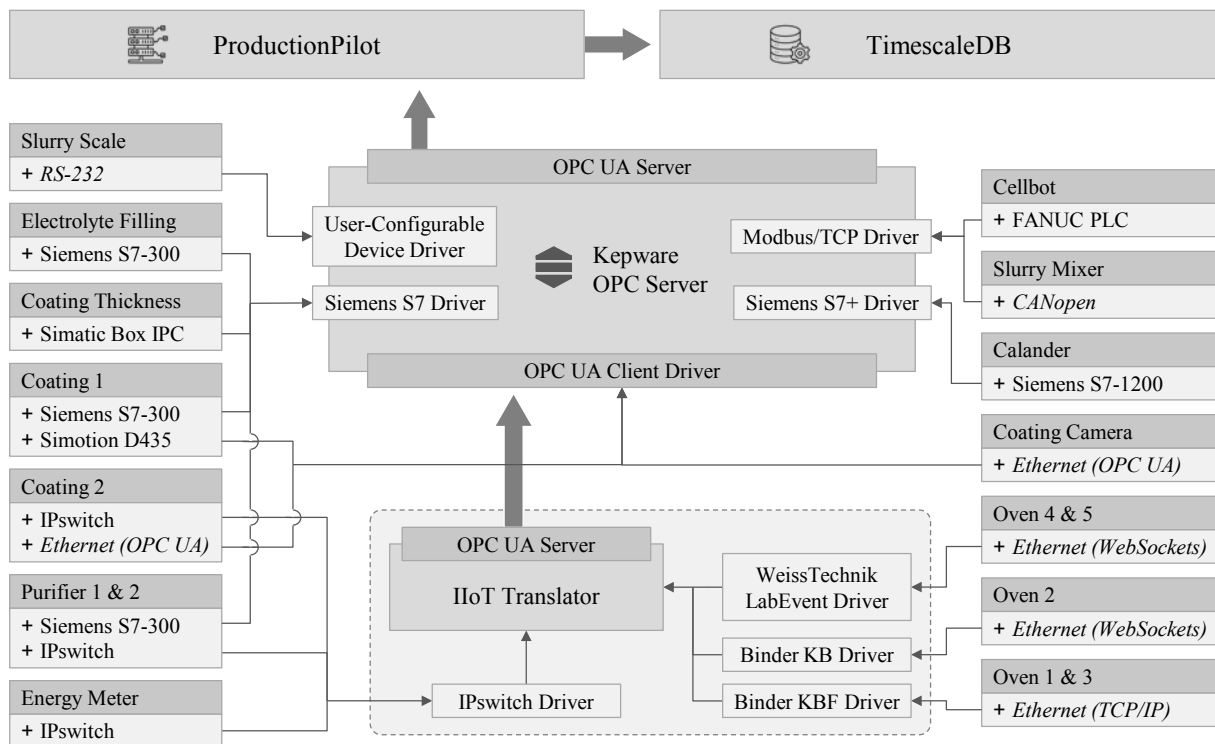 ProductionPilot
TimescaleDB
Slurry Scale
+ RS-232
Electrolyte Filling
+ Siemens S7-300
Coating Thickness
+ Simatic Box IPC
Coating 1
+ Siemens S7-300
+ Simotion D435
Coating 2
+ IPswitch
+ Ethernet (OPC UA)
Purifier 1 & 2
+ Siemens S7-300
+ IPswitch
Energy Meter
+ IPswitch
OPC UA Server
User-Configurable
Device Driver
Siemens S7 Driver
Kepware
OPC Server
Modbus/TCP Driver
Siemens S7+ Driver
OPC UA Client Driver
OPC UA Server
IIoT Translator
IPswitch Driver
WeissTechnik
LabEvent Driver
Binder KB Driver
Binder KBF Driver
Cellbot
+ FANUC PLC
Slurry Mixer
+ CANopen
Calander
+ Siemens S7-1200
Coating Camera
+ Ethernet (OPC UA)
Oven 4 & 5
+ Ethernet (WebSockets)
Oven 2
+ Ethernet (WebSockets)
Oven 1 & 3
+ Ethernet (TCP/IP)